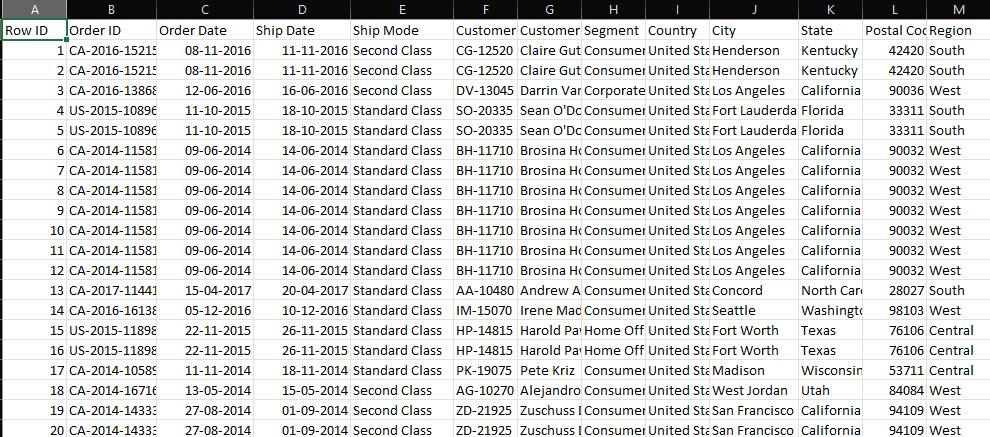 A B C D E F G H I J K L M
Row ID Order ID Order Date Ship Date Ship Mode Customer Customer Segment Country City State Postal Coc Region
1 CA-2016-15215 08-11-2016 11-11-2016 Second Class CG-12520 Claire Gut Consumer United Sta Henderson Kentucky 42420 South
2 CA-2016-15215 08-11-2016 11-11-2016 Second Class CG-12520 Claire Gut Consumer United Sta Henderson Kentucky 42420 South
3 CA-2016-13868 12-06-2016 16-06-2016 Second Class DV-13045 Darrin Van Corporate United Sta Los Angeles California 90036 West
4 US-2015-10896 11-10-2015 18-10-2015 Standard Class SO-20335 Sean O'Do Consumer United Sta Fort Lauderda Florida 33311 South
5 US-2015-10896 11-10-2015 18-10-2015 Standard Class SO-20335 Sean O'Do Consumer United Sta Fort Lauderda Florida 33311 South
6 CA-2014-11581 09-06-2014 14-06-2014 Standard Class BH-11710 Brosina Ho Consumer United Sta Los Angeles California 90032 West
7 CA-2014-11581 09-06-2014 14-06-2014 Standard Class BH-11710 Brosina Ho Consumer United Sta Los Angeles California 90032 West
8 CA-2014-11581 09-06-2014 14-06-2014 Standard Class BH-11710 Brosina Ho Consumer United Sta Los Angeles California 90032 West
9 CA-2014-11581 09-06-2014 14-06-2014 Standard Class BH-11710 Brosina Ho Consumer United Sta Los Angeles California 90032 West
10 CA-2014-11581 09-06-2014 14-06-2014 Standard Class BH-11710 Brosina Ho Consumer United Sta Los Angeles California 90032 West
11 CA-2014-11581 09-06-2014 14-06-2014 Standard Class BH-11710 Brosina Ho Consumer United Sta Los Angeles California 90032 West
12 CA-2014-11581 09-06-2014 14-06-2014 Standard Class BH-11710 Brosina Ho Consumer United Sta Los Angeles California 90032 West
13 CA-2017-11441 15-04-2017 20-04-2017 Standard Class AA-10480 Andrew A Consumer United Sta Concord North Car 28027 South
14 CA-2016-16138 05-12-2016 10-12-2016 Standard Class IM-15070 Irene Mad Consumer United Sta Seattle Washingto 98103 West
15 US-2015-11898 22-11-2015 26-11-2015 Standard Class HP-14815 Harold Pav Home Off United Sta Fort Worth Texas 76106 Central
16 US-2015-11898 22-11-2015 26-11-2015 Standard Class HP-14815 Harold Pav Home Off United Sta Fort Worth Texas 76106 Central
17 CA-2014-10589 11-11-2014 18-11-2014 Standard Class PK-19075 Pete Kriz Consumer United Sta Madison Wisconsin 53711 Central
18 CA-2014-16716 13-05-2014 15-05-2014 Second Class AG-10270 Alejandro Consumer United Sta West Jordan Utah 84084 West
19 CA-2014-14333 27-08-2014 01-09-2014 Second Class ZD-21925 Zuschuss D Consumer United Sta San Francisco California 94109 West
20 CA-2014-14333 27-08-2014 01-09-2014 Second Class ZD-21925 Zuschuss D Consumer United Sta San Francisco California 94109 West